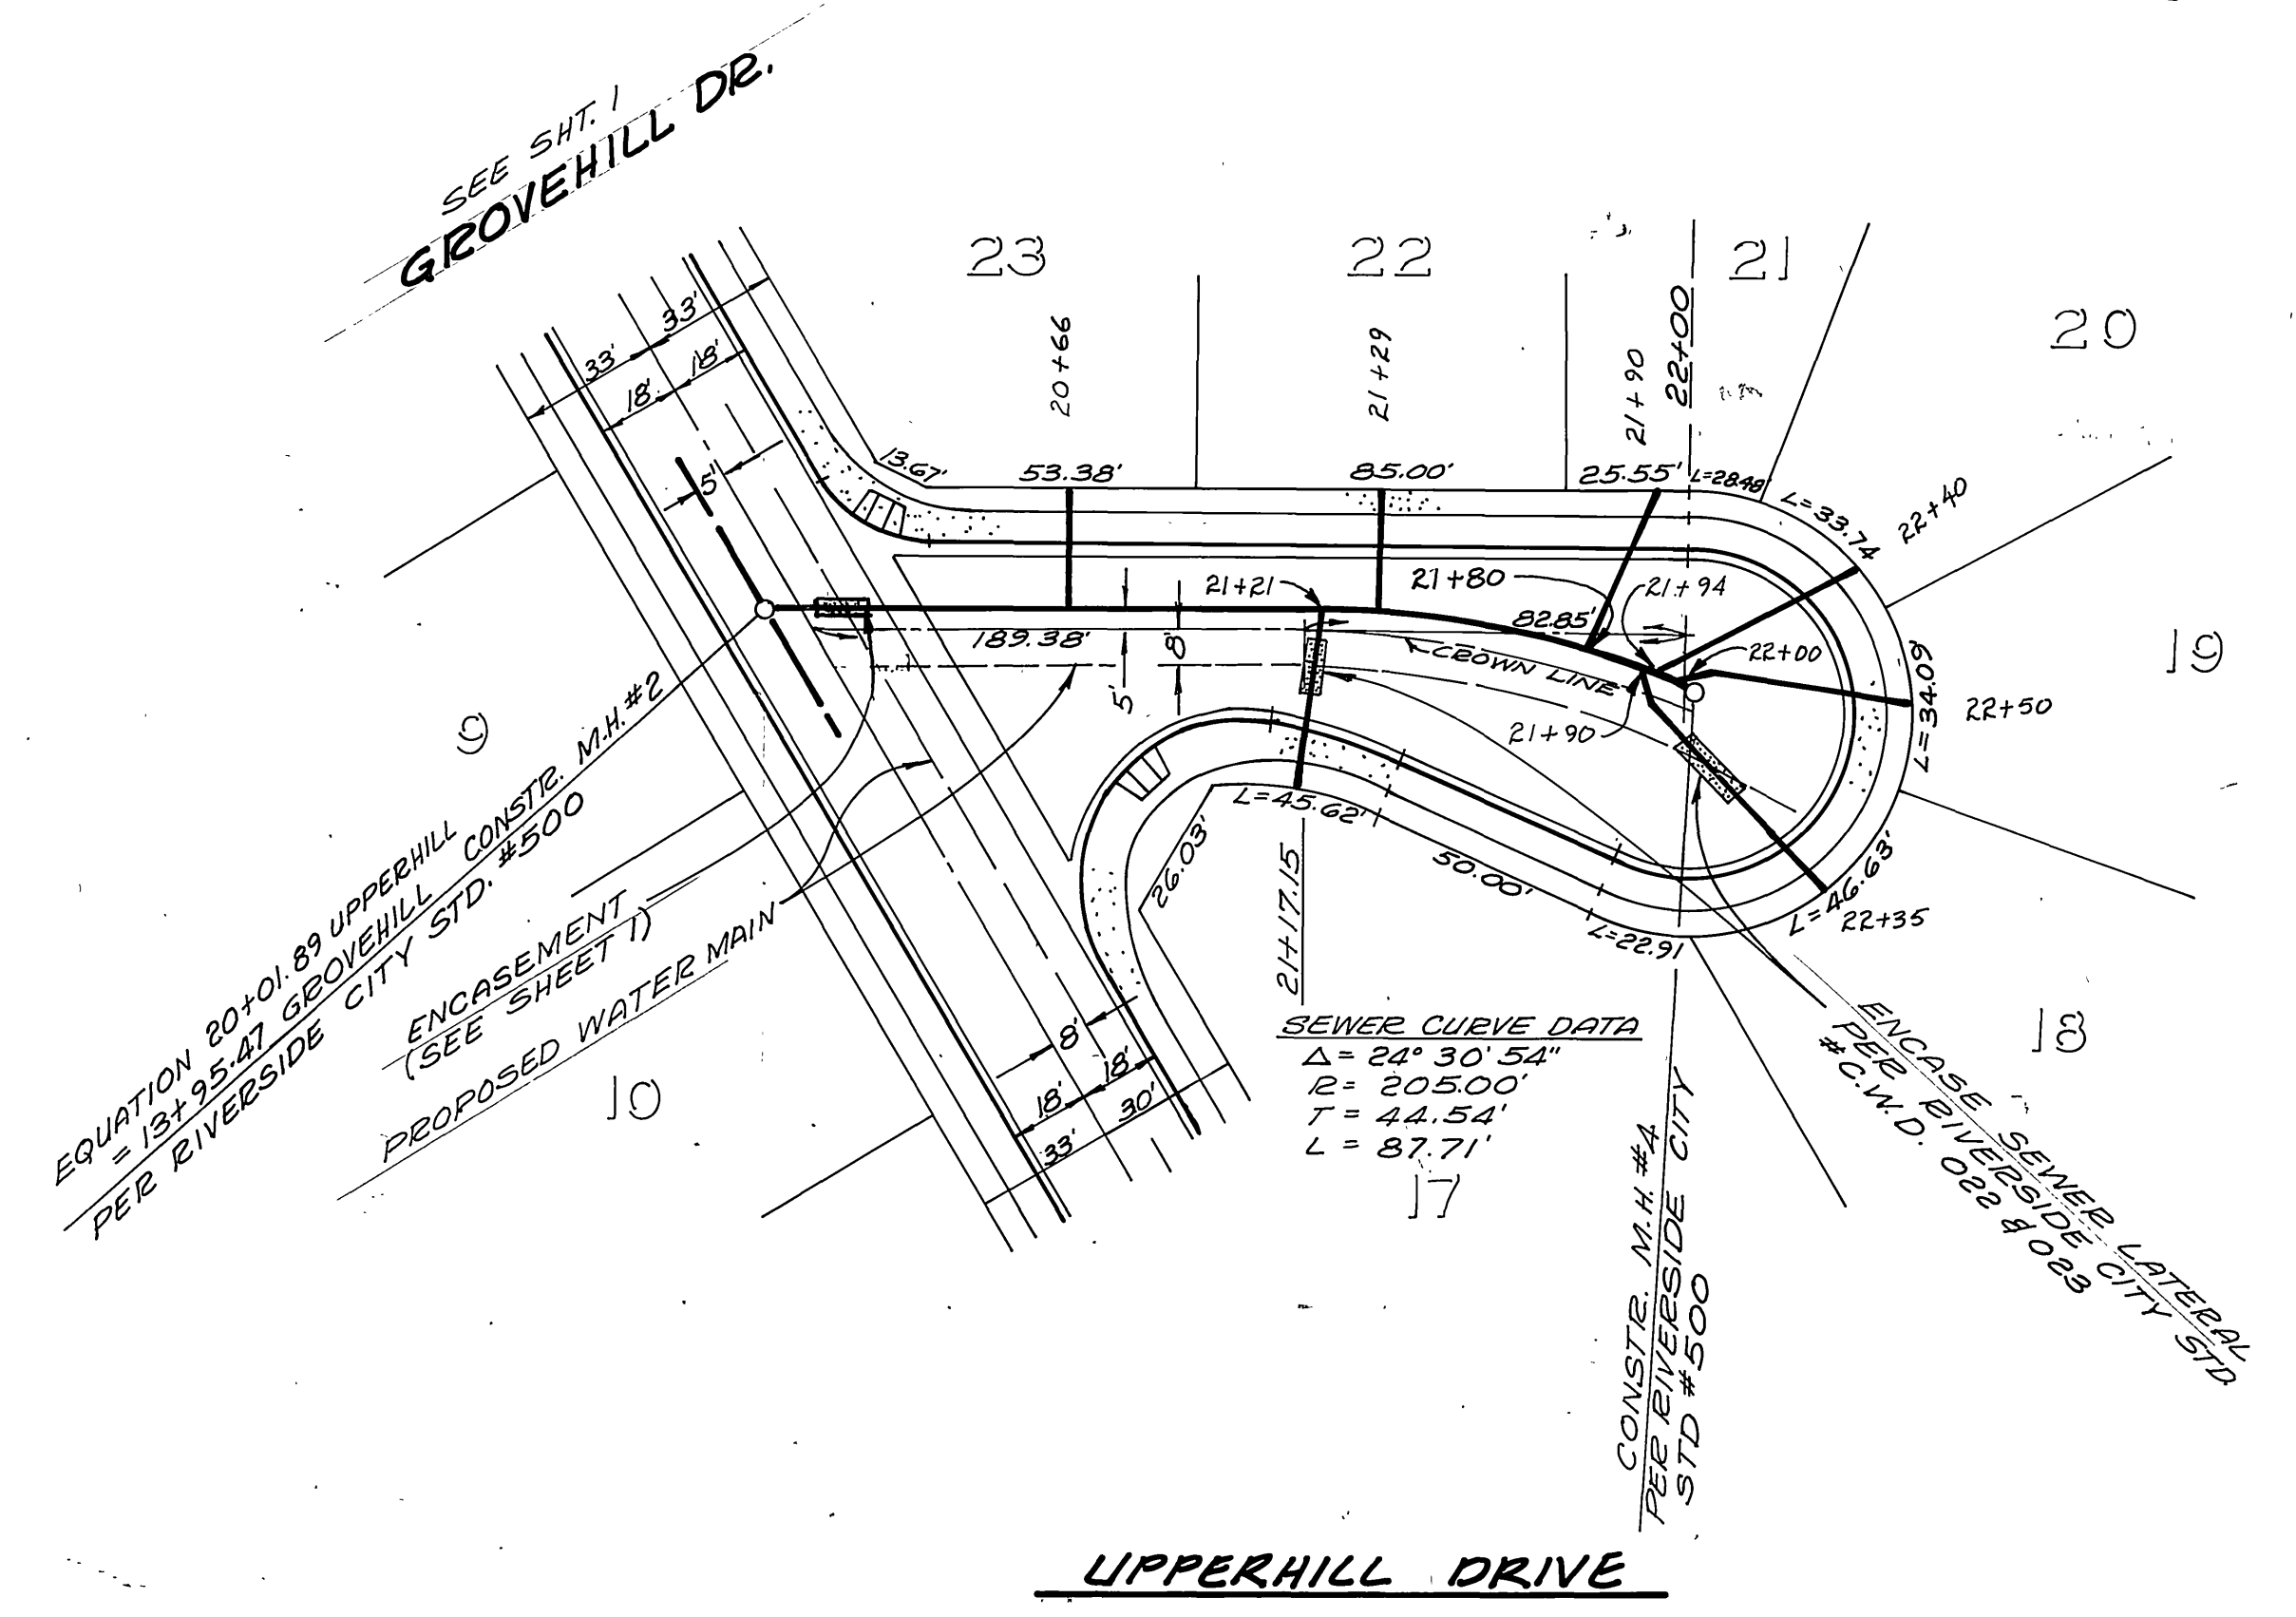 SEE SHT. 1
GROVEHILL DR.
23
22
21
20
19
18
17
10
9
33'
33'
18'
18'
5'
20+66
21+29
21+90
22+00
13.67'
53.38'
85.00'
25.55'
L=28.48'
L=33.74
22+40
21+21
21+80
21+94
82.85'
189.38'
8'
5'
CROWN LINE
22+00
L=34.09
22+50
21+90
L=45.62'
26.03'
50.00'
21+17.15
L=22.91
L=46.63'
22+35
EQUATION 20+01.89 UPPERHILL
= 13+95.47 GROVEHILL CONSTR. M.H.#2
PER RIVERSIDE CITY STD. #500
ENCASEMENT
(SEE SHEET 1)
PROPOSED WATER MAIN
8'
18'
18'
30'
33'
SEWER CURVE DATA
Δ= 24° 30' 54"
R= 205.00'
T= 44.54'
L = 87.71'
CONSTR. M.H. #4
PER RIVERSIDE CITY
STD #500
ENCASE SEWER LATERAL
PER RIVERSIDE CITY STD.
#C.W.D. 022 & 023
UPPERHILL DRIVE